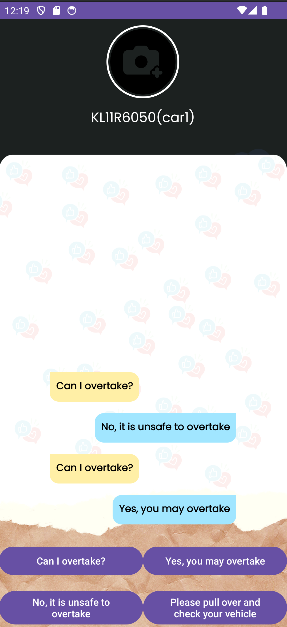 12:19
KL11R6050(car1)
Can I overtake?
No, it is unsafe to overtake
Can I overtake?
Yes, you may overtake
Can I overtake?
Yes, you may overtake
No, it is unsafe to
overtake
Please pull over and
check your vehicle